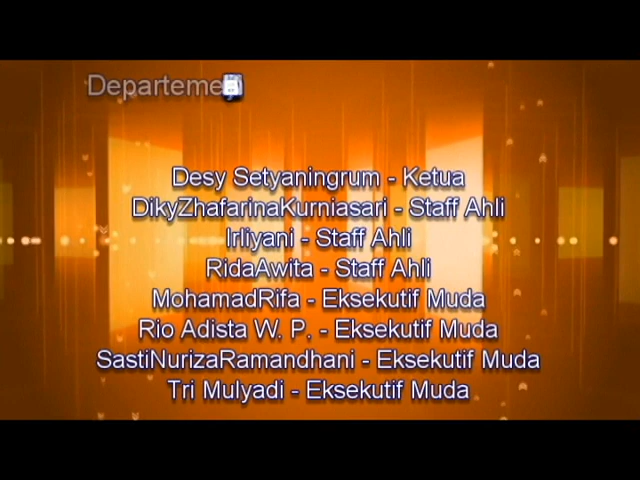 Departeme
Desy Setyaningrum - Ketua
DikyZhafarinaKurniasari - Staff Ahli
Irliyani - Staff Ahli
RidaAwita - Staff Ahli
MohamadRifa - Eksekutif Muda
Rio Adista W. P. - Eksekutif Muda
SastiNurizaRamandhani - Eksekutif Muda
Tri Mulyadi - Eksekutif Muda